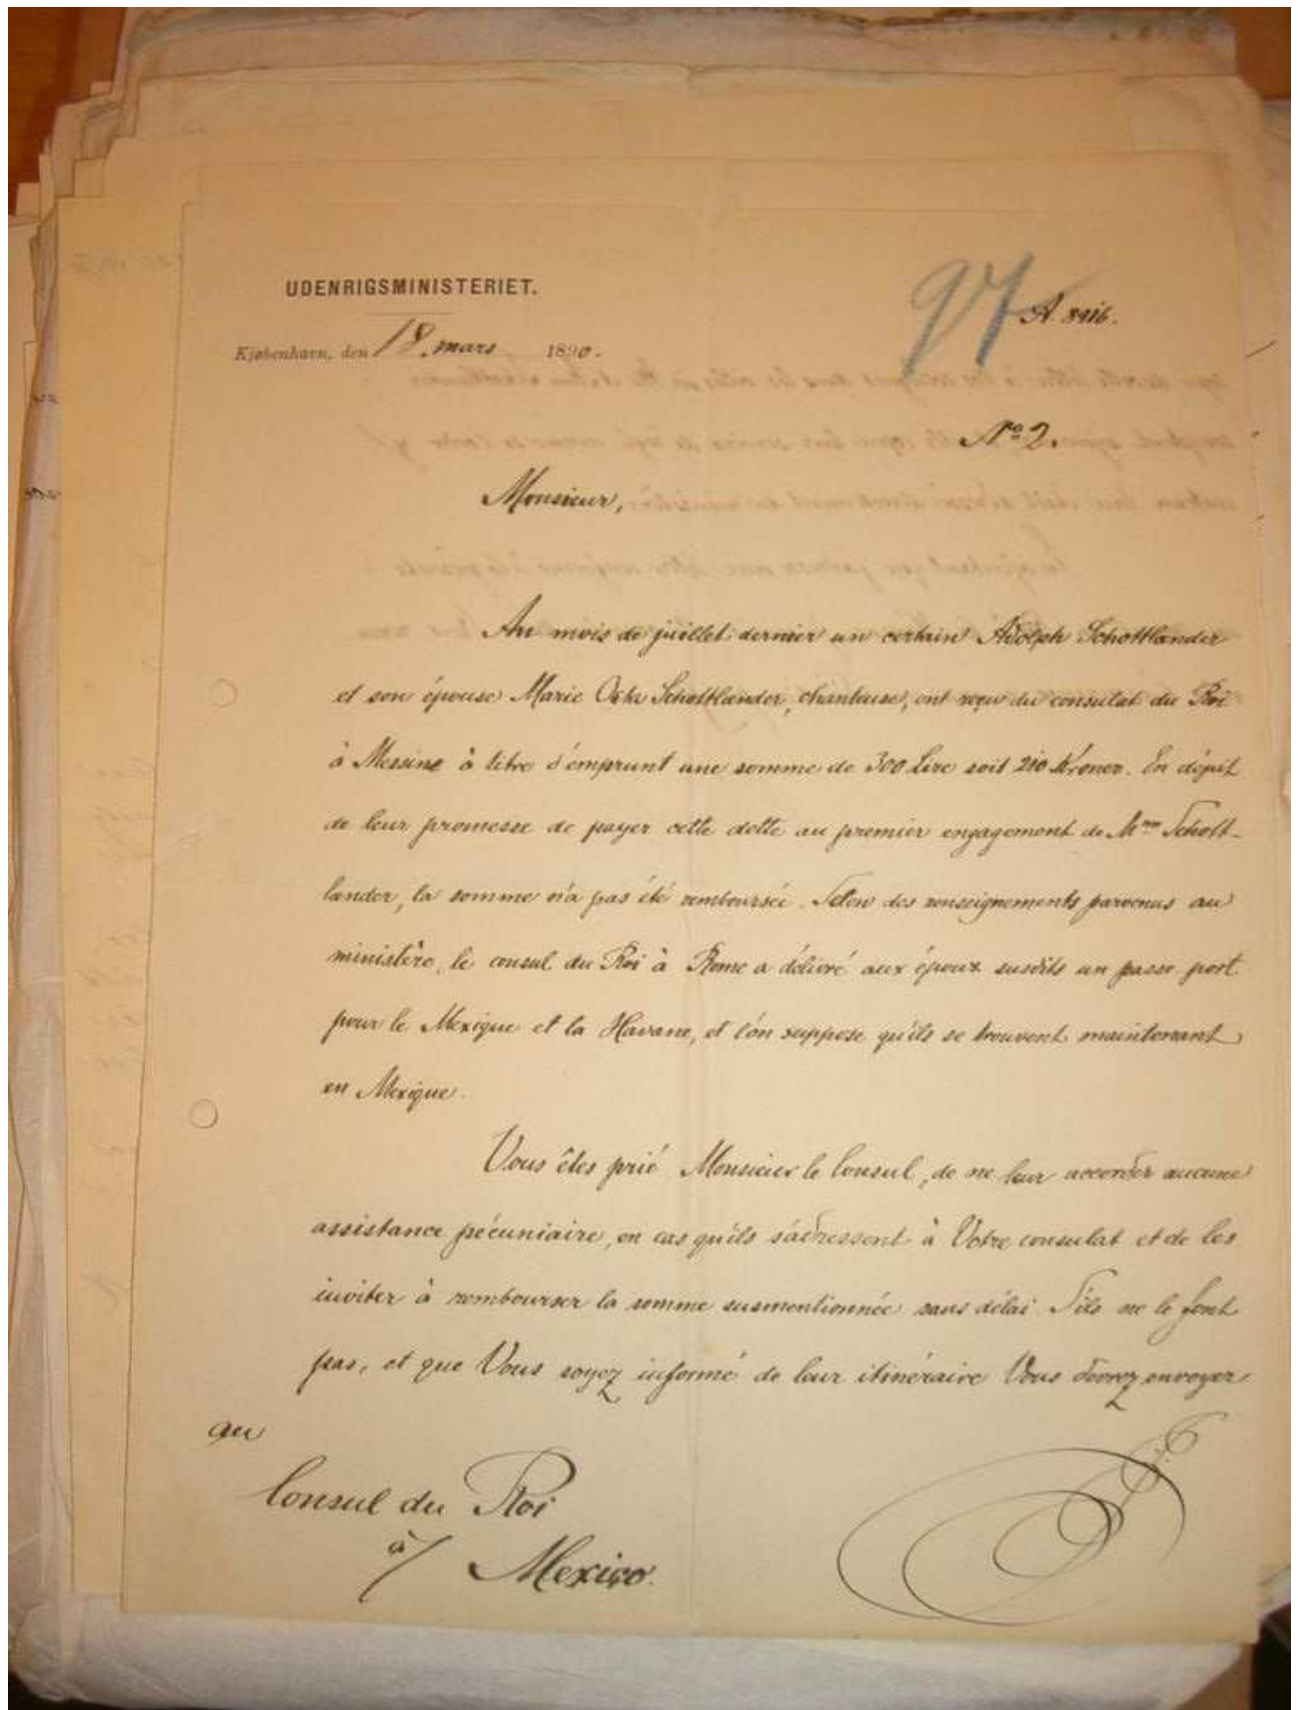 UDENRIGSMINISTERIET.
97 A. 8916.
Kjøbenhavn, den 18. mars 1890.
No 2.
Monsieur,
Au mois de juillet dernier un certain Adolph Schottlænder
et son épouse Marie Schottlænder, chanteuse, ont reçu du consulat du Roi
à Messine à titre d'emprunt une somme de 300 Lire soit 210 Kroner. En dépit
de leur promesse de payer cette dette au premier engagement de Mme Schott-
lænder, la somme n'a pas été remboursée. Selon des renseignements parvenus au
ministère, le consul du Roi à Rome a délivré aux époux susdits un passe port
pour le Mexique et la Havane, et l'on suppose qu'ils se trouvent maintenant
en Mexique.
Vous êtes prié Monsieur le Consul, de ne leur accorder aucune
assistance pécuniaire, en cas qu'ils s'adressent à Votre consulat et de les
inviter à rembourser la somme susmentionnée sans délai. S'ils ne le font
pas, et que Vous soyez informé de leur itinéraire Vous devrez envoyer
au
Consul du Roi
à/ Mexico.